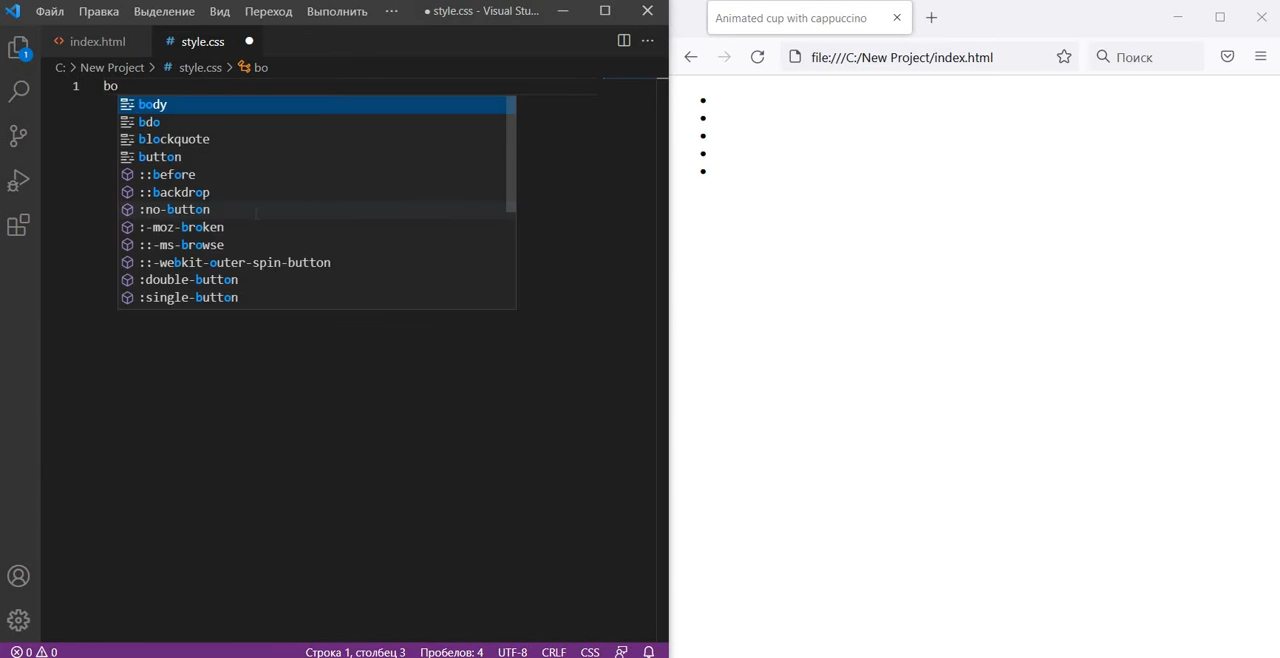 Файл Правка Выделение Вид Переход Выполнить ··· ● style.css - Visual Stu...
index.html # style.css ●
C: > New Project > # style.css > bo
1 bo
body
bdo
blockquote
button
::before
::backdrop
:no-button
:-moz-broken
::-ms-browse
::-webkit-outer-spin-button
:double-button
:single-button
1
0 0 Строка 1, столбец 3 Пробелов: 4 UTF-8 CRLF CSS
Animated cup with cappuccino
file:///C:/New Project/index.html Поиск